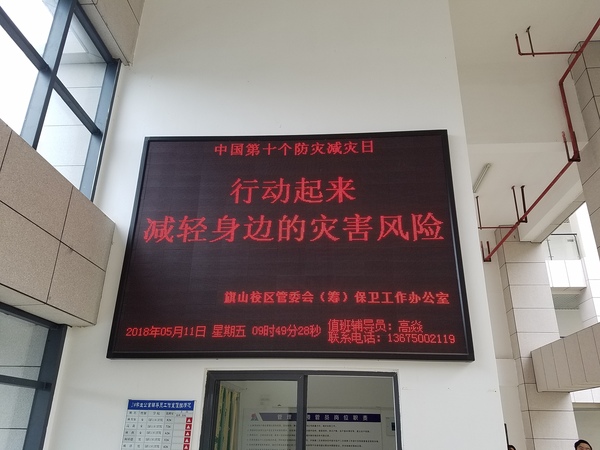 中国第十个防灾减灾日
行动起来
减轻身边的灾害风险
旗山校区管委会（筹）保卫工作办公室
2018年05月11日 星期五 09时49分28秒
值班辅导员：高焱
联系电话：13675002119